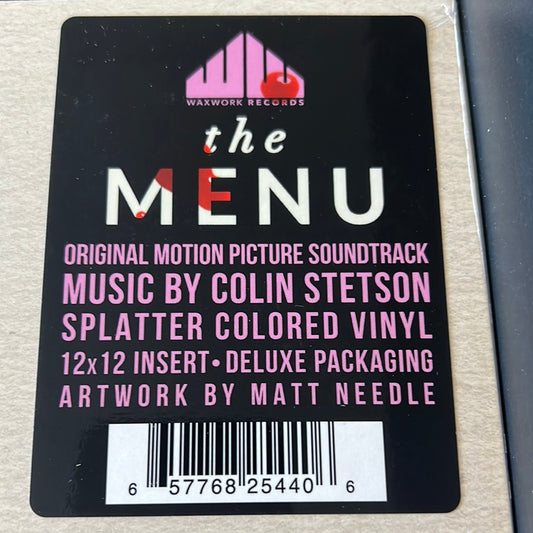 WAXWORK RECORDS
the
MENU
ORIGINAL MOTION PICTURE SOUNDTRACK
MUSIC BY COLIN STETSON
SPLATTER COLORED VINYL
12x12 INSERT • DELUXE PACKAGING
ARTWORK BY MATT NEEDLE
6 57768 25440 6